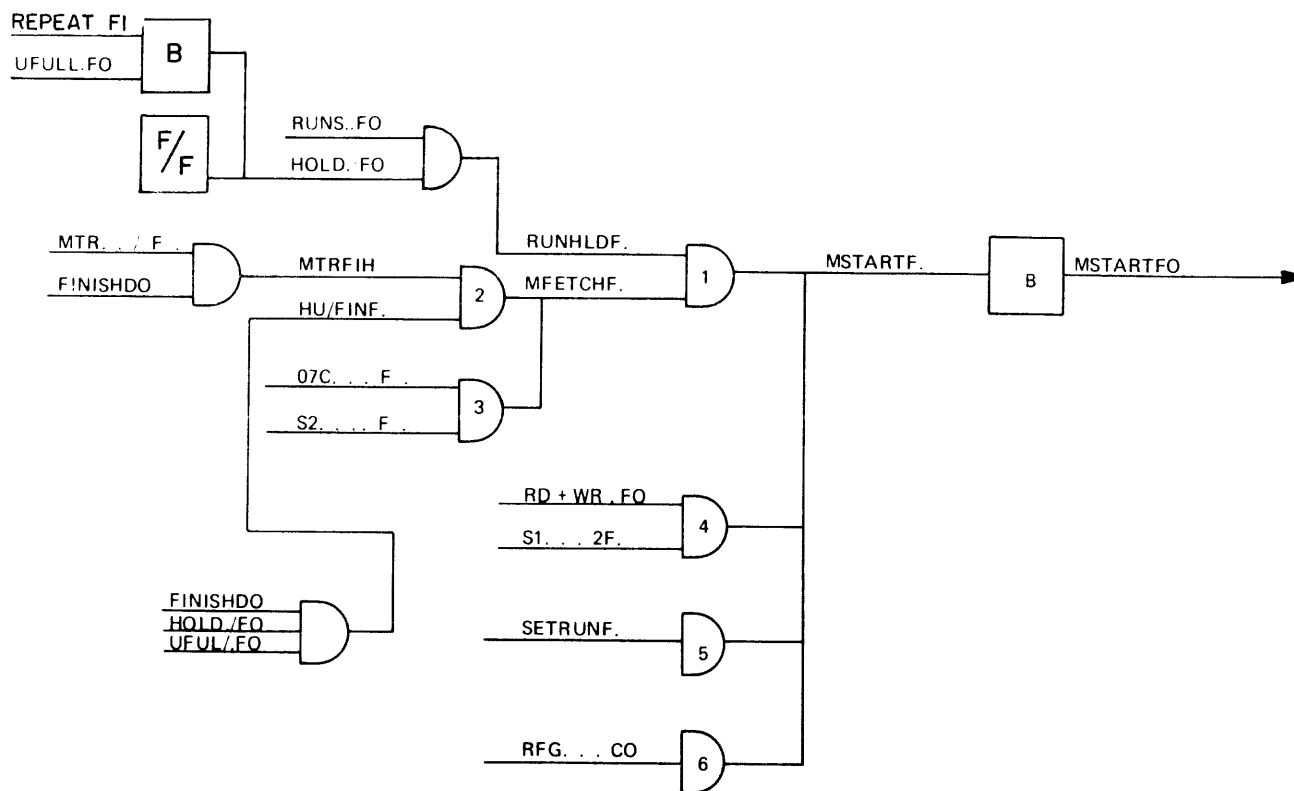 REPEAT FI
UFULL.FO
B
F/F
RUNS..FO
HOLD. FO
MTR. . / F .
FINISHDO
MTRFIH
HU/FINF.
2
RUNHLDF.
MFETCHF.
1
MSTARTF.
B
MSTARTFO
07C. . . F .
S2. . . . F .
3
RD + WR . FO
S1. . . 2F.
4
FINISHDO
HOLD./FO
UFUL/.FO
SETRUNF.
5
RFG. . . CO
6